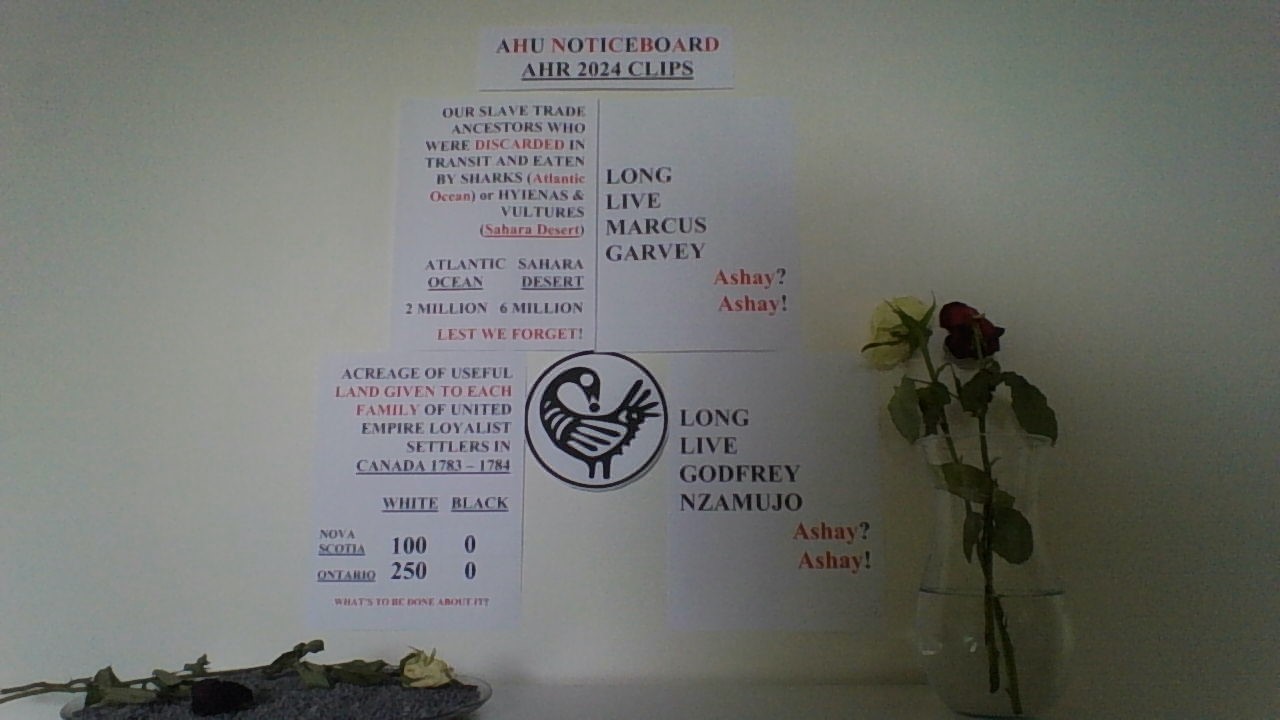 AHU NOTICEBOARD
AHR 2024 CLIPS
OUR SLAVE TRADE
ANCESTORS WHO
WERE DISCARDED IN
TRANSIT AND EATEN
BY SHARKS (Atlantic
Ocean) or HYIENAS &
VULTURES
(Sahara Desert)
ATLANTIC SAHARA
OCEAN DESERT
2 MILLION 6 MILLION
LEST WE FORGET!
LONG
LIVE
MARCUS
GARVEY
Ashay?
Ashay!
ACREAGE OF USEFUL
LAND GIVEN TO EACH
FAMILY OF UNITED
EMPIRE LOYALIST
SETTLERS IN
CANADA 1783 – 1784
WHITE BLACK
NOVA
SCOTIA 100 0
ONTARIO 250 0
WHAT'S TO BE DONE ABOUT IT?
LONG
LIVE
GODFREY
NZAMUJO
Ashay?
Ashay!